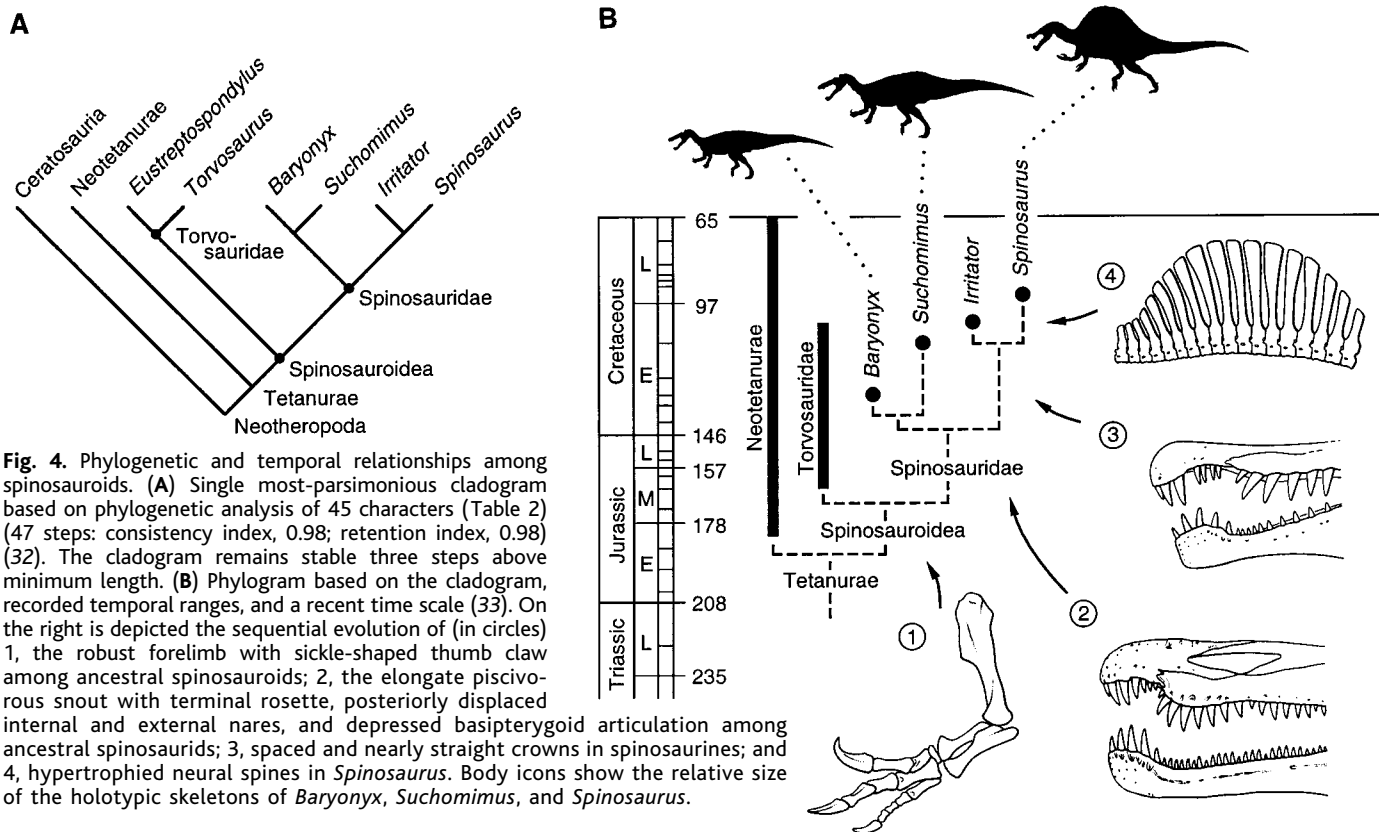 A
Ceratosauria
Neotetanurae
Eustreptospondylus
Torvosaurus
Baryonyx
Suchomimus
Irritator
Spinosaurus
Torvo-
sauridae
Spinosauridae
Spinosauroidea
Tetanurae
Neotheropoda
Fig. 4. Phylogenetic and temporal relationships among
spinosauroids. (A) Single most-parsimonious cladogram
based on phylogenetic analysis of 45 characters (Table 2)
(47 steps: consistency index, 0.98; retention index, 0.98)
(32). The cladogram remains stable three steps above
minimum length. (B) Phylogram based on the cladogram,
recorded temporal ranges, and a recent time scale (33). On
the right is depicted the sequential evolution of (in circles)
1, the robust forelimb with sickle-shaped thumb claw
among ancestral spinosauroids; 2, the elongate piscivo-
rous snout with terminal rosette, posteriorly displaced
internal and external nares, and depressed basipterygoid articulation among
ancestral spinosaurids; 3, spaced and nearly straight crowns in spinosaurines; and
4, hypertrophied neural spines in Spinosaurus. Body icons show the relative size
of the holotypic skeletons of Baryonyx, Suchomimus, and Spinosaurus.
B
Cretaceous
Jurassic
Triassic
L
E
L
M
E
L
65
97
146
157
178
208
235
Neotetanurae
Torvosauridae
Baryonyx
Suchomimus
Irritator
Spinosaurus
Spinosauridae
Spinosauroidea
Tetanurae
4
3
2
1